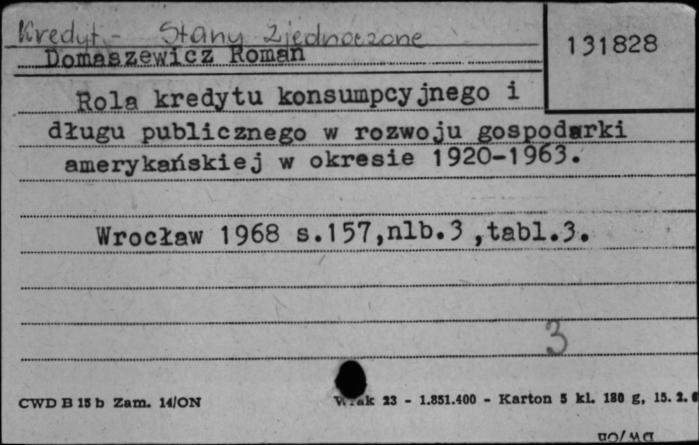 Kredyt - Stany Zjednoczone
131828
Domaszewicz Roman
Rola kredytu konsumpcyjnego i
długu publicznego w rozwoju gospodarki
amerykańskiej w okresie 1920-1963.
Wrocław 1968 s.157,nlb.3 ,tabl.3.
3
CWD B 15 b Zam. 14/ON
23 - 1.851.400 - Karton 5 kl. 180 g, 15. 2.